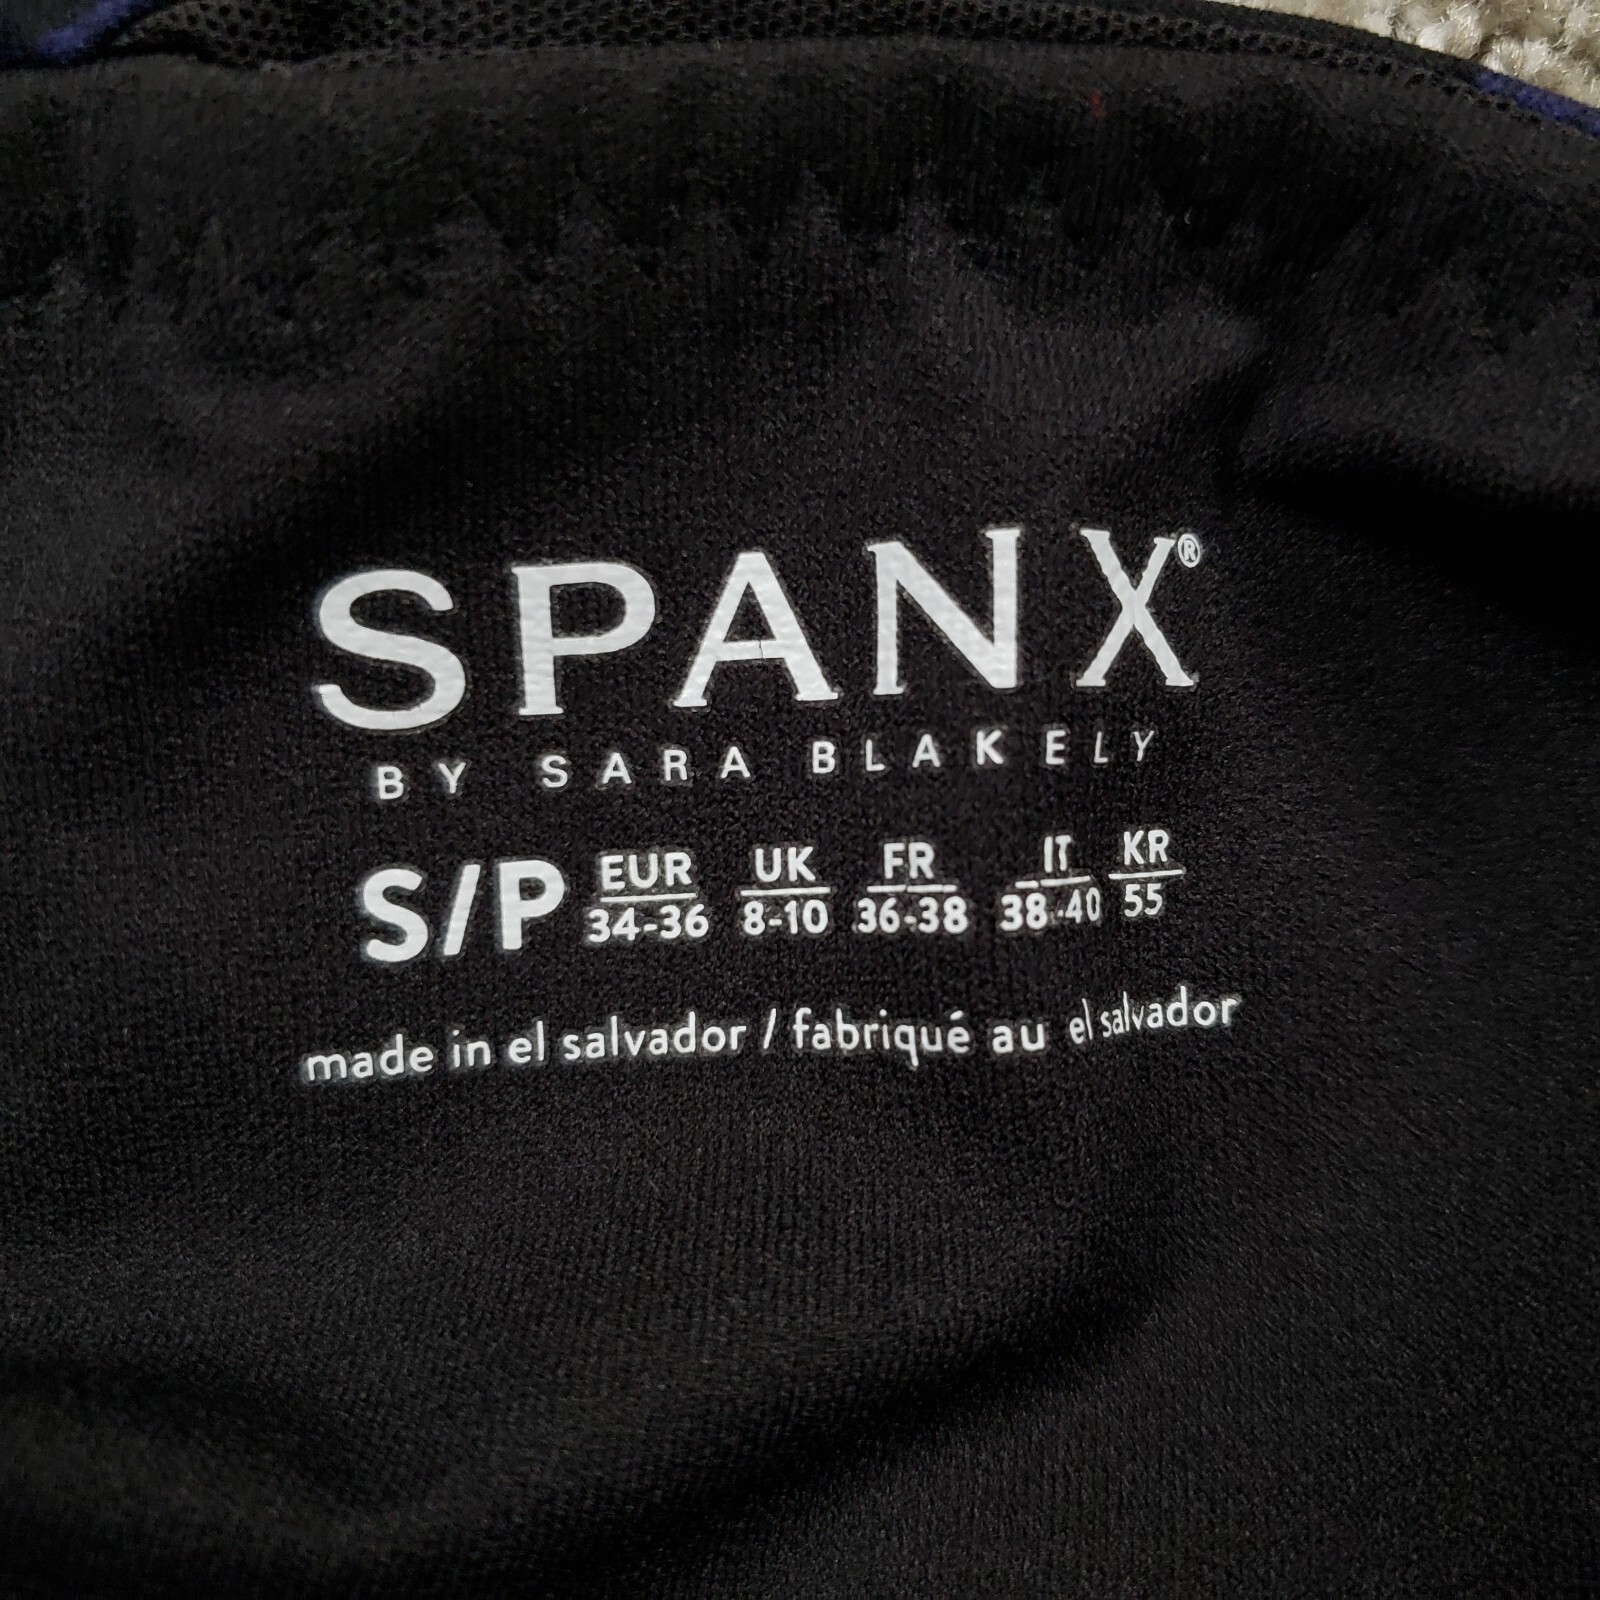 SPANX®
BY SARA BLAKELY
S/P EUR UK FR IT KR
34-36 8-10 36-38 38-40 55
made in el salvador / fabriqué au el salvador